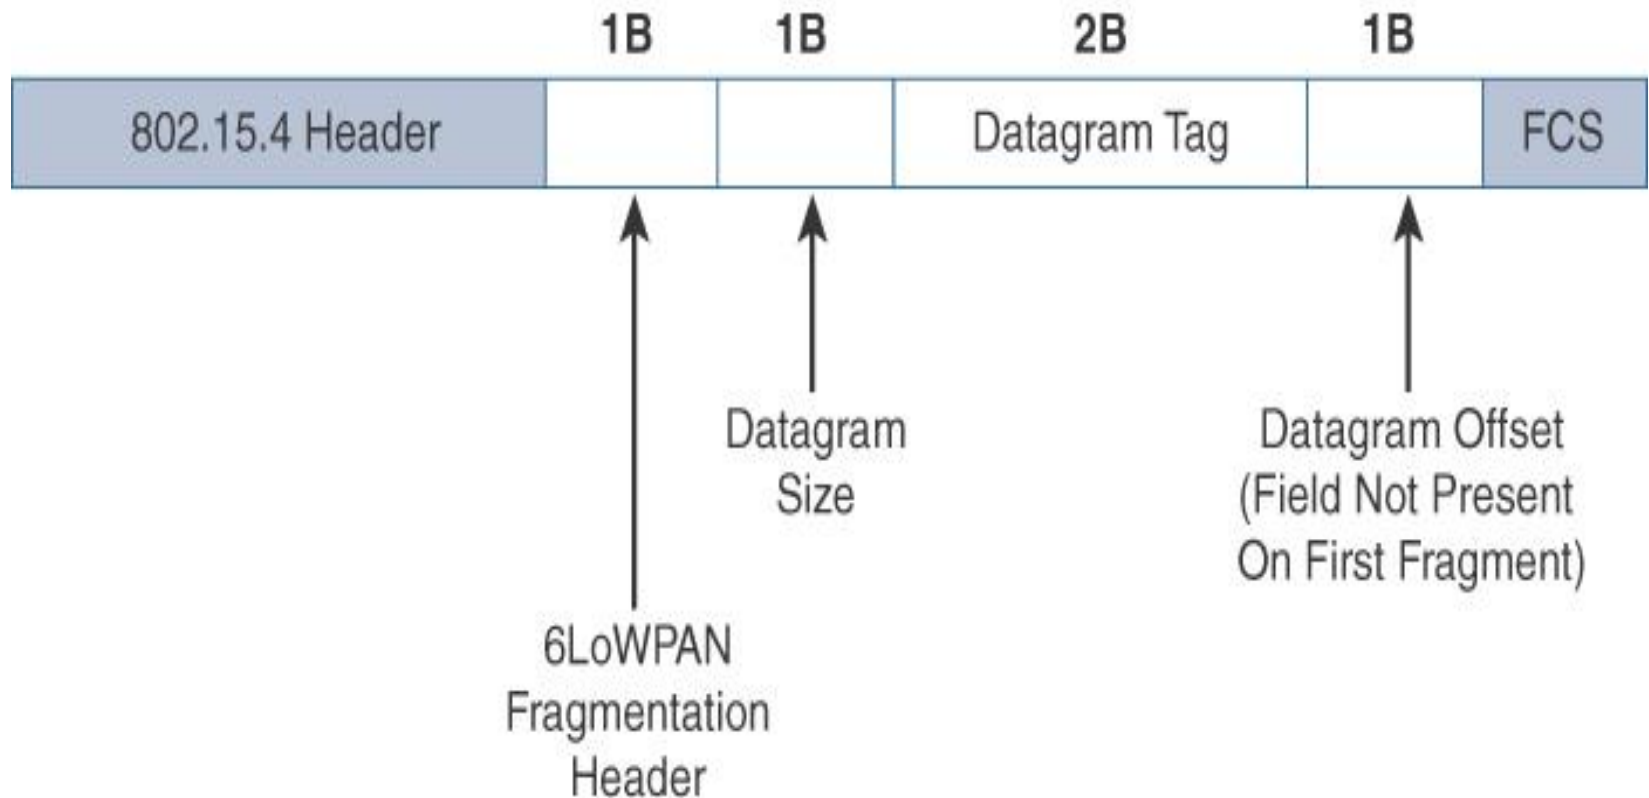 1B 1B 2B 1B
802.15.4 Header Datagram Tag FCS
Datagram
Size
Datagram Offset
(Field Not Present
On First Fragment)
6LoWPAN
Fragmentation
Header